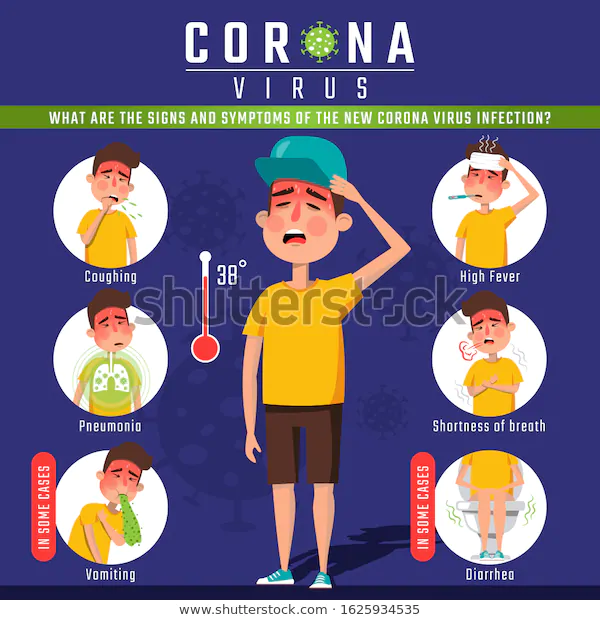 CORONA
VIRUS
WHAT ARE THE SIGNS AND SYMPTOMS OF THE NEW CORONA VIRUS INFECTION?
Coughing
High Fever
38°
shutterstock
Pneumonia
Shortness of breath
IN SOME CASES
IN SOME CASES
Vomiting
Diarrhea
www.shutterstock.com · 1625934535